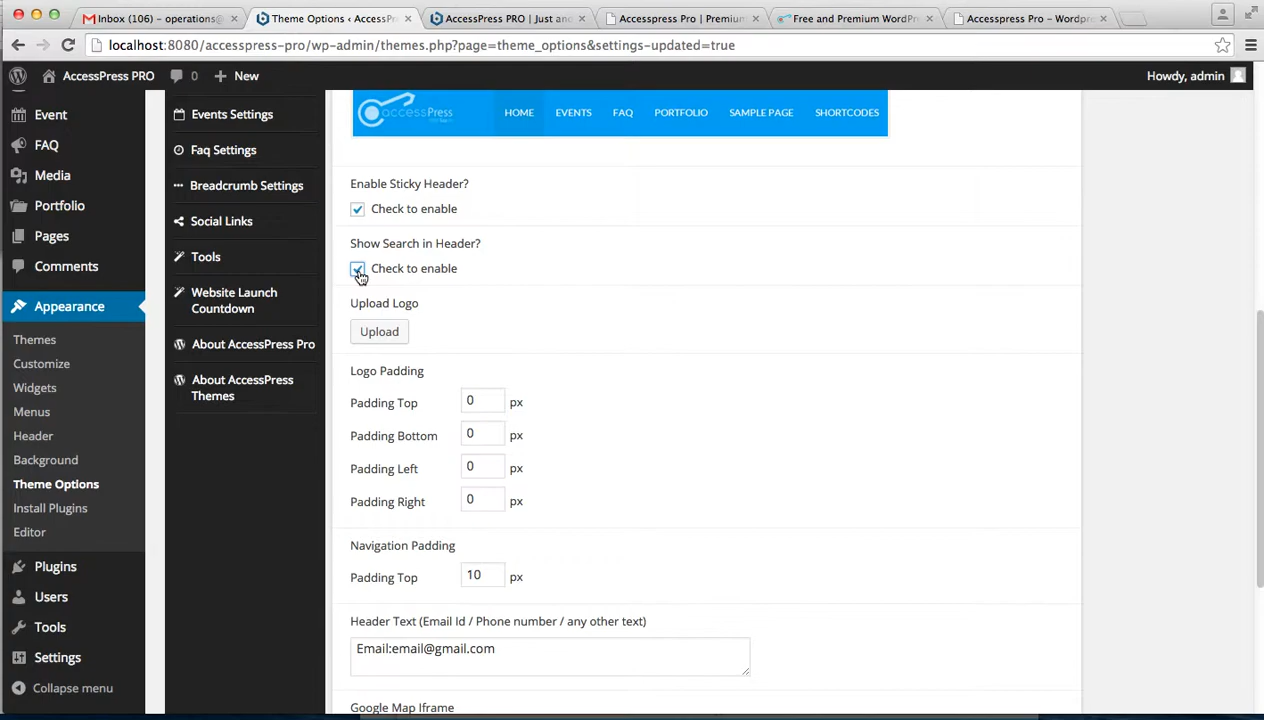 Inbox (106) – operations@
Theme Options ‹ AccessPr
AccessPress PRO | Just an
Accesspress Pro | Premium
Free and Premium WordPr
Accesspress Pro – Wordpr
localhost:8080/accesspress-pro/wp-admin/themes.php?page=theme_options&settings-updated=true
AccessPress PRO
0
New
Howdy, admin
Event
FAQ
Media
Portfolio
Pages
Comments
Appearance
Themes
Customize
Widgets
Menus
Header
Background
Theme Options
Install Plugins
Editor
Plugins
Users
Tools
Settings
Collapse menu
Events Settings
Faq Settings
Breadcrumb Settings
Social Links
Tools
Website Launch
Countdown
About AccessPress Pro
About AccessPress
Themes
accessPress
HOME
EVENTS
FAQ
PORTFOLIO
SAMPLE PAGE
SHORTCODES
Enable Sticky Header?
Check to enable
Show Search in Header?
Check to enable
Upload Logo
Upload
Logo Padding
Padding Top 0 px
Padding Bottom 0 px
Padding Left 0 px
Padding Right 0 px
Navigation Padding
Padding Top 10 px
Header Text (Email Id / Phone number / any other text)
Email:email@gmail.com
Google Map Iframe